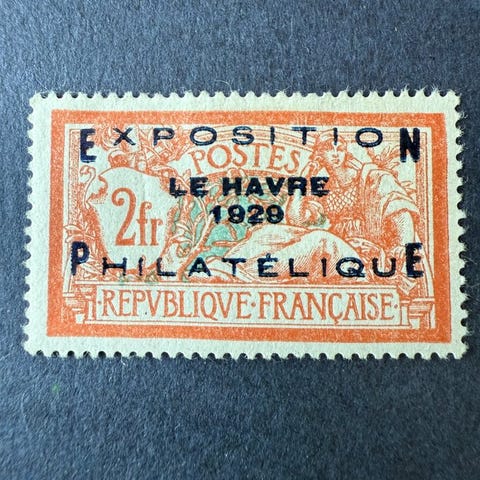 EXPOSITION
POSTES
LE HAVRE
2fr
1929
PHILATÉLIQUE
REPVBLIQVE·FRANÇAISE·